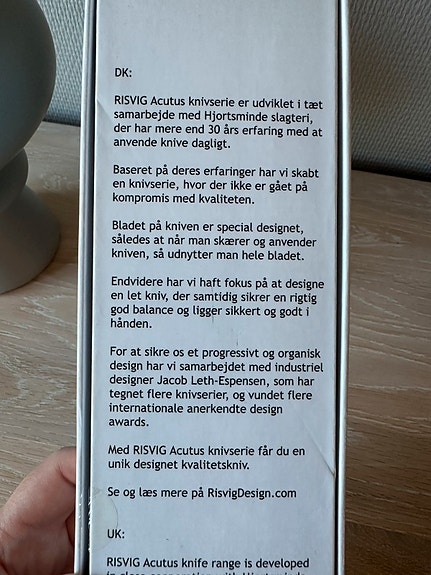 DK:
RISVIG Acutus knivserie er udviklet i tæt
samarbejde med Hjortsminde slagteri,
der har mere end 30 års erfaring med at
anvende knive dagligt.
Baseret på deres erfaringer har vi skabt
en knivserie, hvor der ikke er gået på
kompromis med kvaliteten.
Bladet på kniven er special designet,
således at når man skærer og anvender
kniven, så udnytter man hele bladet.
Endvidere har vi haft fokus på at designe
en let kniv, der samtidig sikrer en rigtig
god balance og ligger sikkert og godt i
hånden.
For at sikre os et progressivt og organisk
design har vi samarbejdet med industriel
designer Jacob Leth-Espensen, som har
tegnet flere knivserier, og vundet flere
internationale anerkendte design
awards.
Med RISVIG Acutus knivserie får du en
unik designet kvalitetskniv.
Se og læs mere på RisvigDesign.com
UK:
RISVIG Acutus knife range is developed
in close cooperation with Hjortsminde